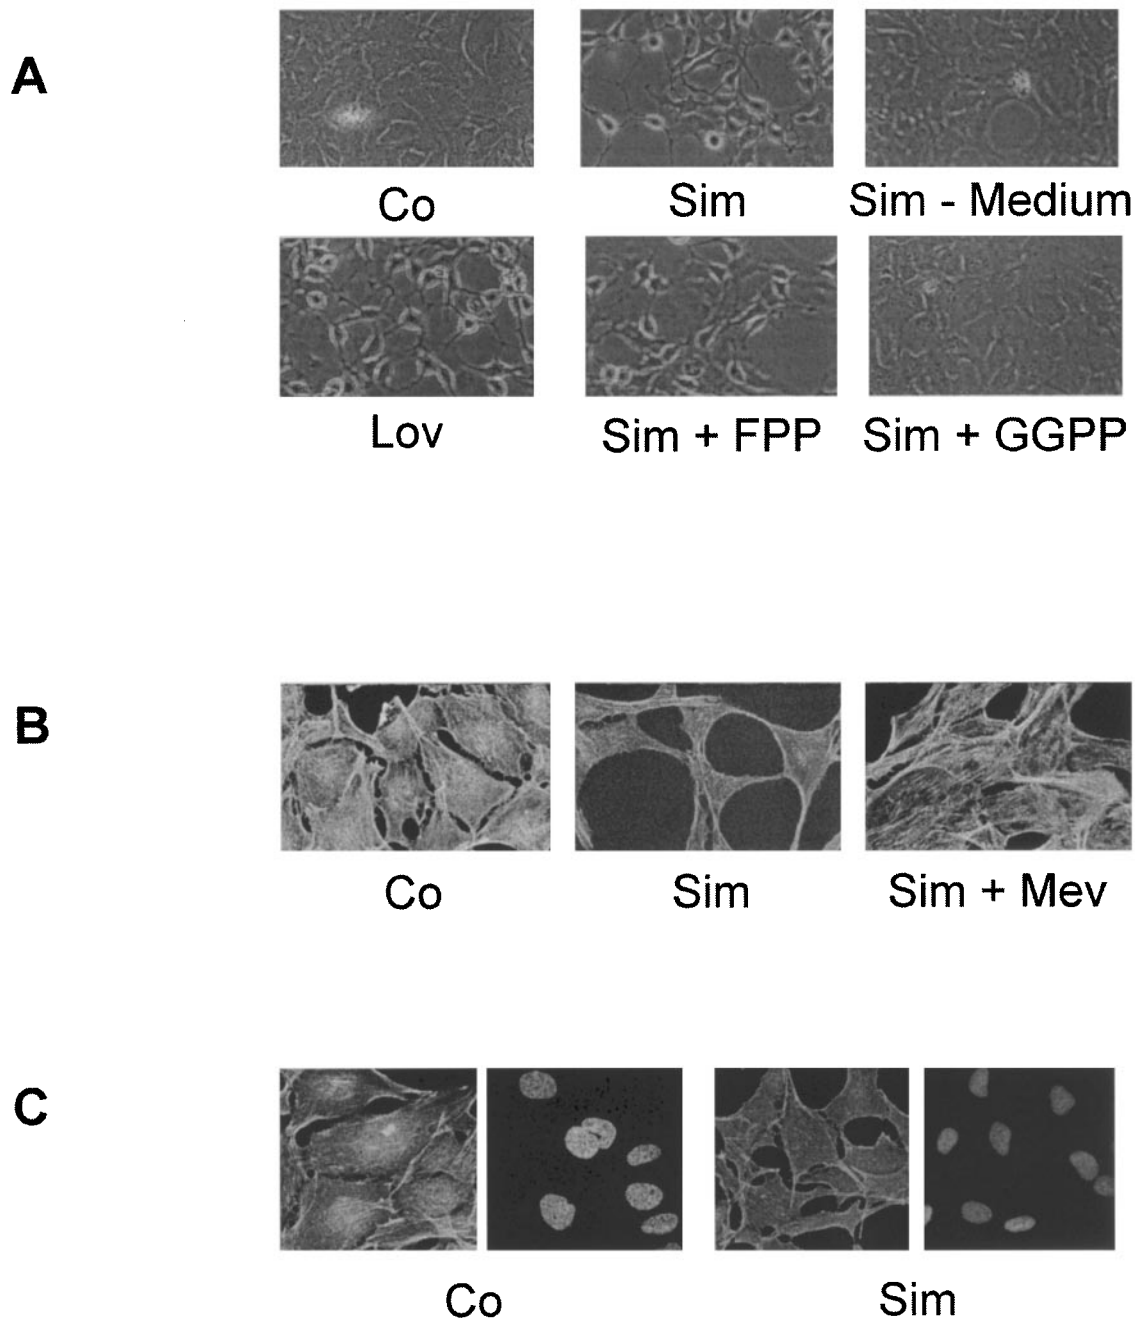 A
Co
Sim
Sim - Medium
Lov
Sim + FPP
Sim + GGPP
B
Co
Sim
Sim + Mev
C
Co
Sim